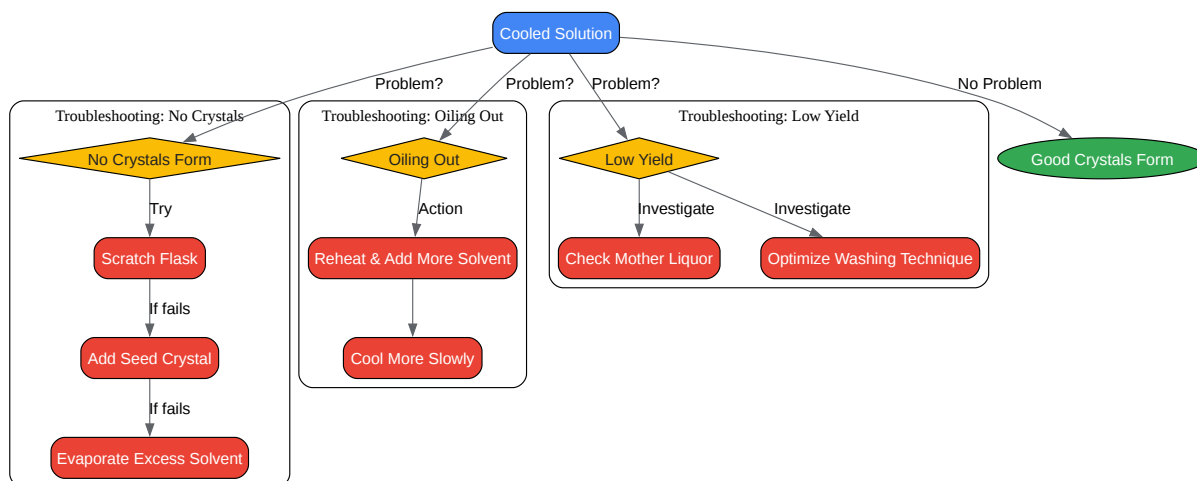 Cooled Solution
Problem?
Problem?
Problem?
No Problem
Troubleshooting: No Crystals
Troubleshooting: Oiling Out
Troubleshooting: Low Yield
No Crystals Form
Oiling Out
Low Yield
Good Crystals Form
Try
Action
Investigate
Investigate
Scratch Flask
Reheat & Add More Solvent
Check Mother Liquor
Optimize Washing Technique
If fails
Add Seed Crystal
Cool More Slowly
If fails
Evaporate Excess Solvent